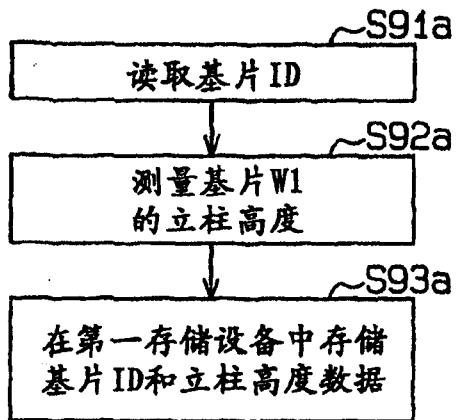 S91a
读取基片ID
S92a
测量基片W1
的立柱高度
S93a
在第一存储设备中存储
基片ID和立柱高度数据